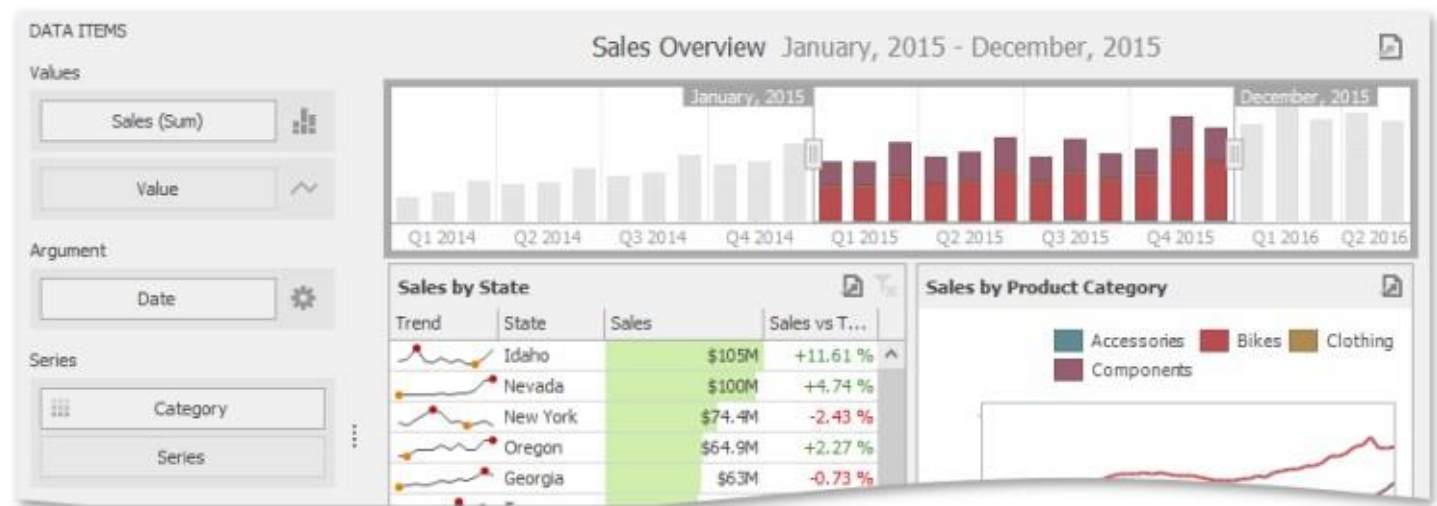 DATA ITEMS
Values
Sales (Sum)
Value
Argument
Date
Series
Category
Series
Sales Overview January, 2015 - December, 2015
January, 2015
December, 2015
Q1 2014 Q2 2014 Q3 2014 Q4 2014 Q1 2015 Q2 2015 Q3 2015 Q4 2015 Q1 2016 Q2 2016
Sales by State
Trend State Sales Sales vs T...
Idaho $105M +11.61 %
Nevada $100M +4.74 %
New York $74.4M -2.43 %
Oregon $64.9M +2.27 %
Georgia $63M -0.73 %
Sales by Product Category
Accessories Bikes Clothing
Components